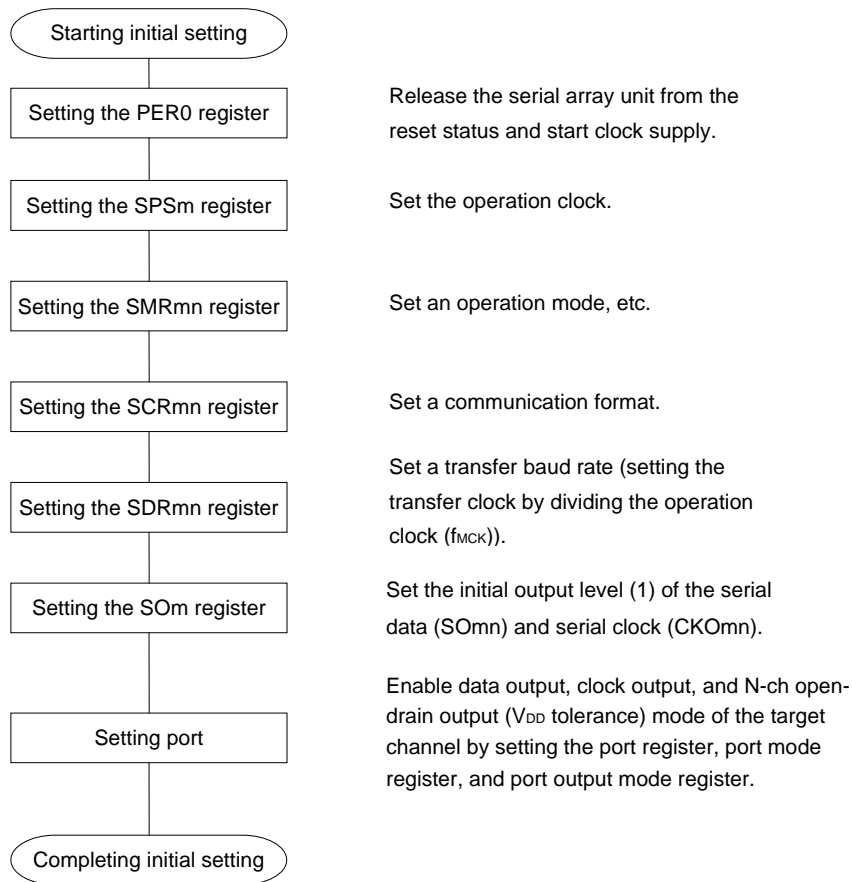 Starting initial setting
Setting the PER0 register
Release the serial array unit from the
reset status and start clock supply.
Setting the SPSm register
Set the operation clock.
Setting the SMRmn register
Set an operation mode, etc.
Setting the SCRmn register
Set a communication format.
Setting the SDRmn register
Set a transfer baud rate (setting the
transfer clock by dividing the operation
clock (fMCK)).
Setting the SOm register
Set the initial output level (1) of the serial
data (SOmn) and serial clock (CKOmn).
Setting port
Enable data output, clock output, and N-ch open-
drain output (VDD tolerance) mode of the target
channel by setting the port register, port mode
register, and port output mode register.
Completing initial setting